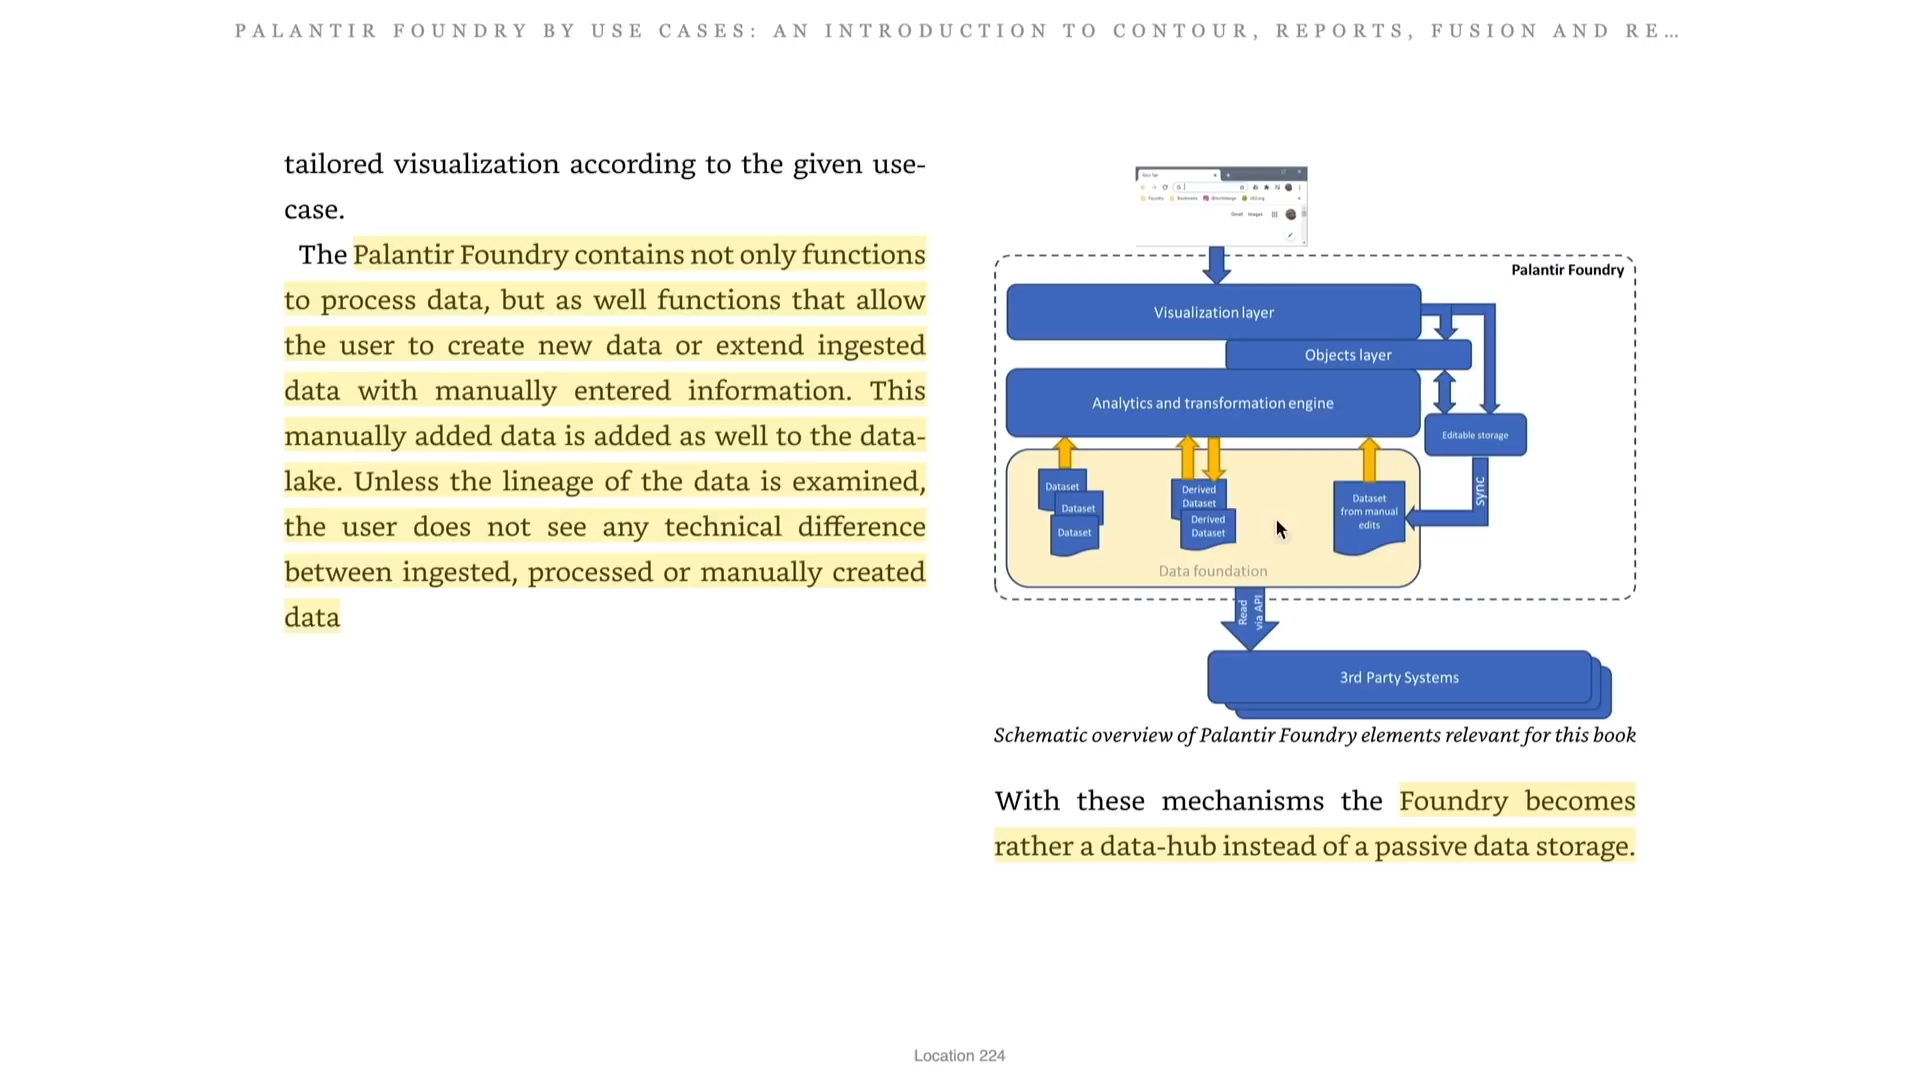 PALANTIR FOUNDRY BY USE CASES: AN INTRODUCTION TO CONTOUR, REPORTS, FUSION AND RE...
tailored visualization according to the given use-
case.
The Palantir Foundry contains not only functions
to process data, but as well functions that allow
the user to create new data or extend ingested
data with manually entered information. This
manually added data is added as well to the data-
lake. Unless the lineage of the data is examined,
the user does not see any technical difference
between ingested, processed or manually created
data
New Tab
Gmail Images
Palantir Foundry
Visualization layer
Objects layer
Analytics and transformation engine
Editable storage
sync
Dataset
Dataset
Dataset
Derived
Dataset
Derived
Dataset
Dataset
from manual
edits
Data foundation
Read
via API
3rd Party Systems
Schematic overview of Palantir Foundry elements relevant for this book
With these mechanisms the Foundry becomes
rather a data-hub instead of a passive data storage.
Location 224